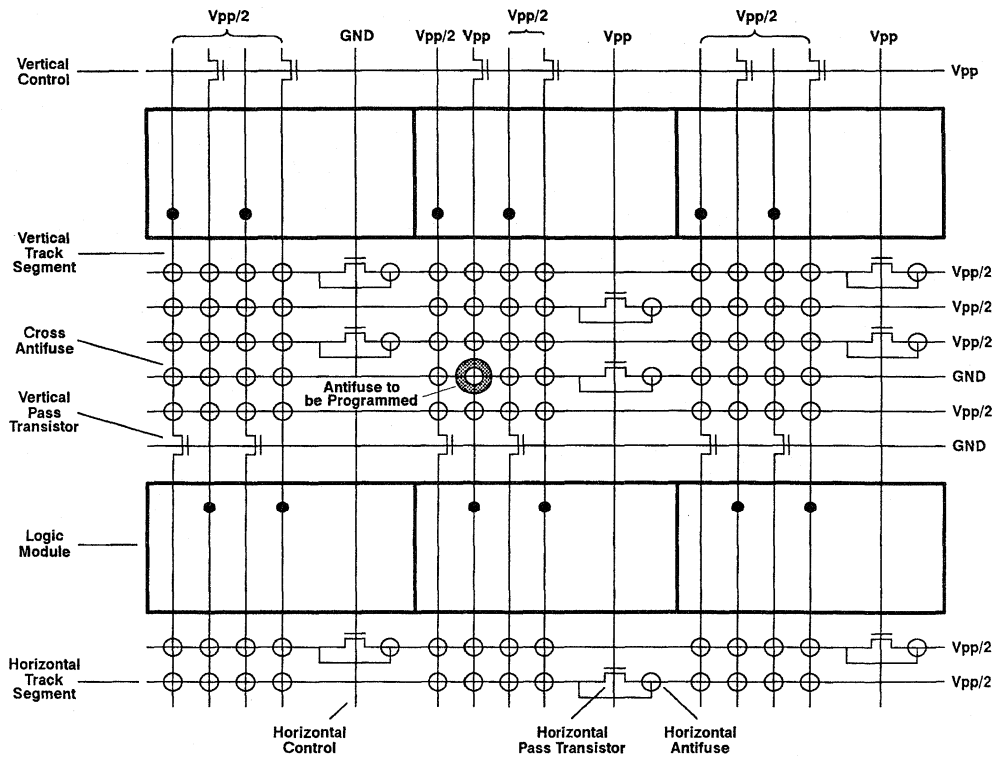 Vpp/2
GND
Vpp/2 Vpp
Vpp/2
Vpp
Vpp/2
Vpp
Vertical
Control
Vpp
Vertical
Track
Segment
Vpp/2
Vpp/2
Cross
Antifuse
Vpp/2
Antifuse to
be Programmed
GND
Vertical
Pass
Transistor
Vpp/2
GND
Logic
Module
Vpp/2
Horizontal
Track
Segment
Vpp/2
Horizontal
Control
Horizontal
Pass Transistor
Horizontal
Antifuse